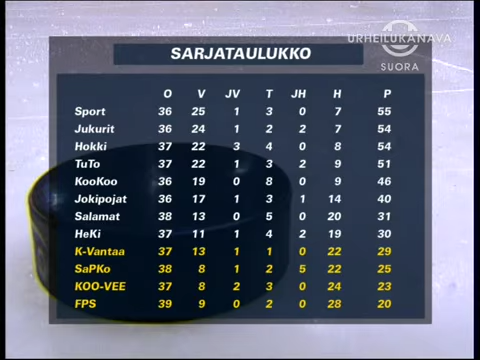 URHEILUKANAVA
SUORA
SARJATAULUKKO
O V JV T JH H P
Sport 36 25 1 3 0 7 55
Jukurit 36 24 1 2 2 7 54
Hokki 37 22 3 4 0 8 54
TuTo 37 22 1 3 2 9 51
KooKoo 36 19 0 8 0 9 46
Jokipojat 36 17 1 3 1 14 40
Salamat 38 13 0 5 0 20 31
HeKi 37 11 1 4 2 19 30
K-Vantaa 37 13 1 1 0 22 29
SaPKo 38 8 1 2 5 22 25
KOO-VEE 37 8 2 3 0 24 23
FPS 39 9 0 2 0 28 20